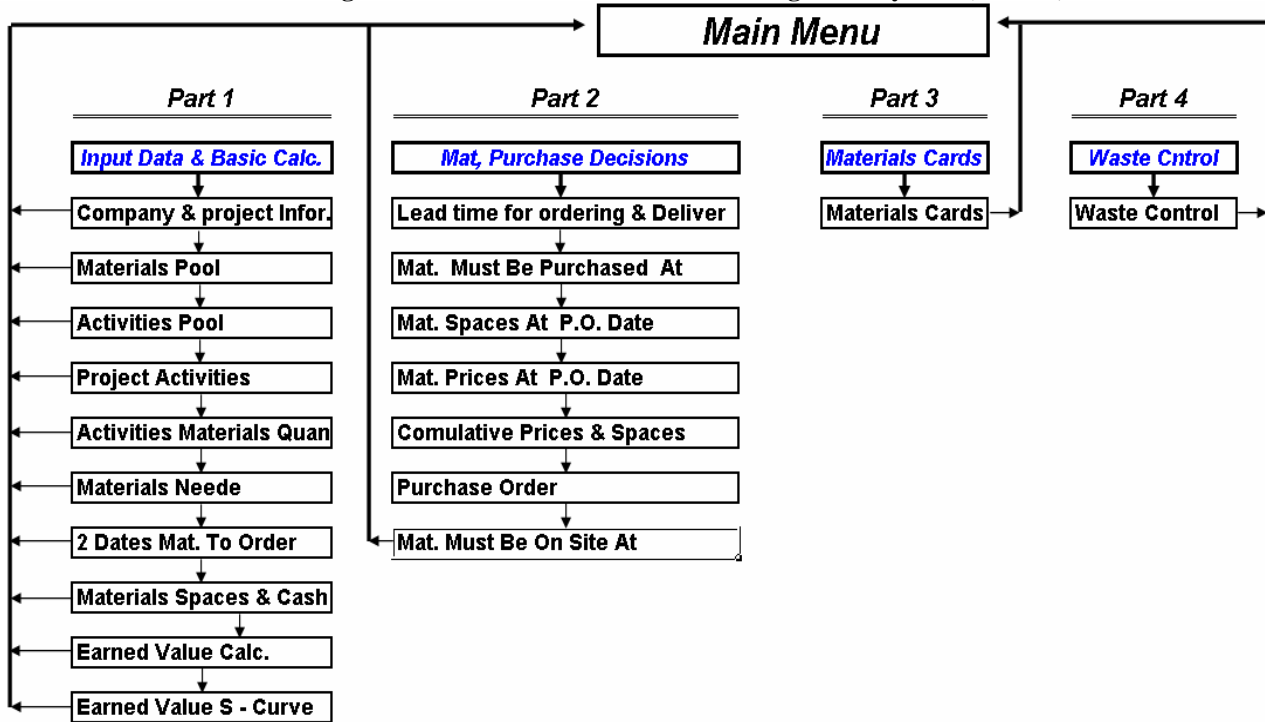 Main Menu
Part 1
Part 2
Part 3
Part 4
Input Data & Basic Calc.
Mat, Purchase Decisions
Materials Cards
Waste Cntrol
Company & project Infor.
Lead time for ordering & Deliver
Materials Cards
Waste Control
Materials Pool
Mat. Must Be Purchased At
Activities Pool
Mat. Spaces At P.O. Date
Project Activities
Mat. Prices At P.O. Date
Activities Materials Quan
Comulative Prices & Spaces
Materials Neede
Purchase Order
2 Dates Mat. To Order
Mat. Must Be On Site At
Materials Spaces & Cash
Earned Value Calc.
Earned Value S - Curve